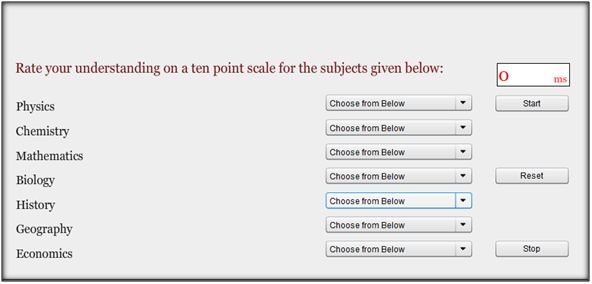 Rate your understanding on a ten point scale for the subjects given below:
0 ms
Physics Choose from Below Start
Chemistry Choose from Below
Mathematics Choose from Below
Biology Choose from Below Reset
History Choose from Below
Geography Choose from Below
Economics Choose from Below Stop